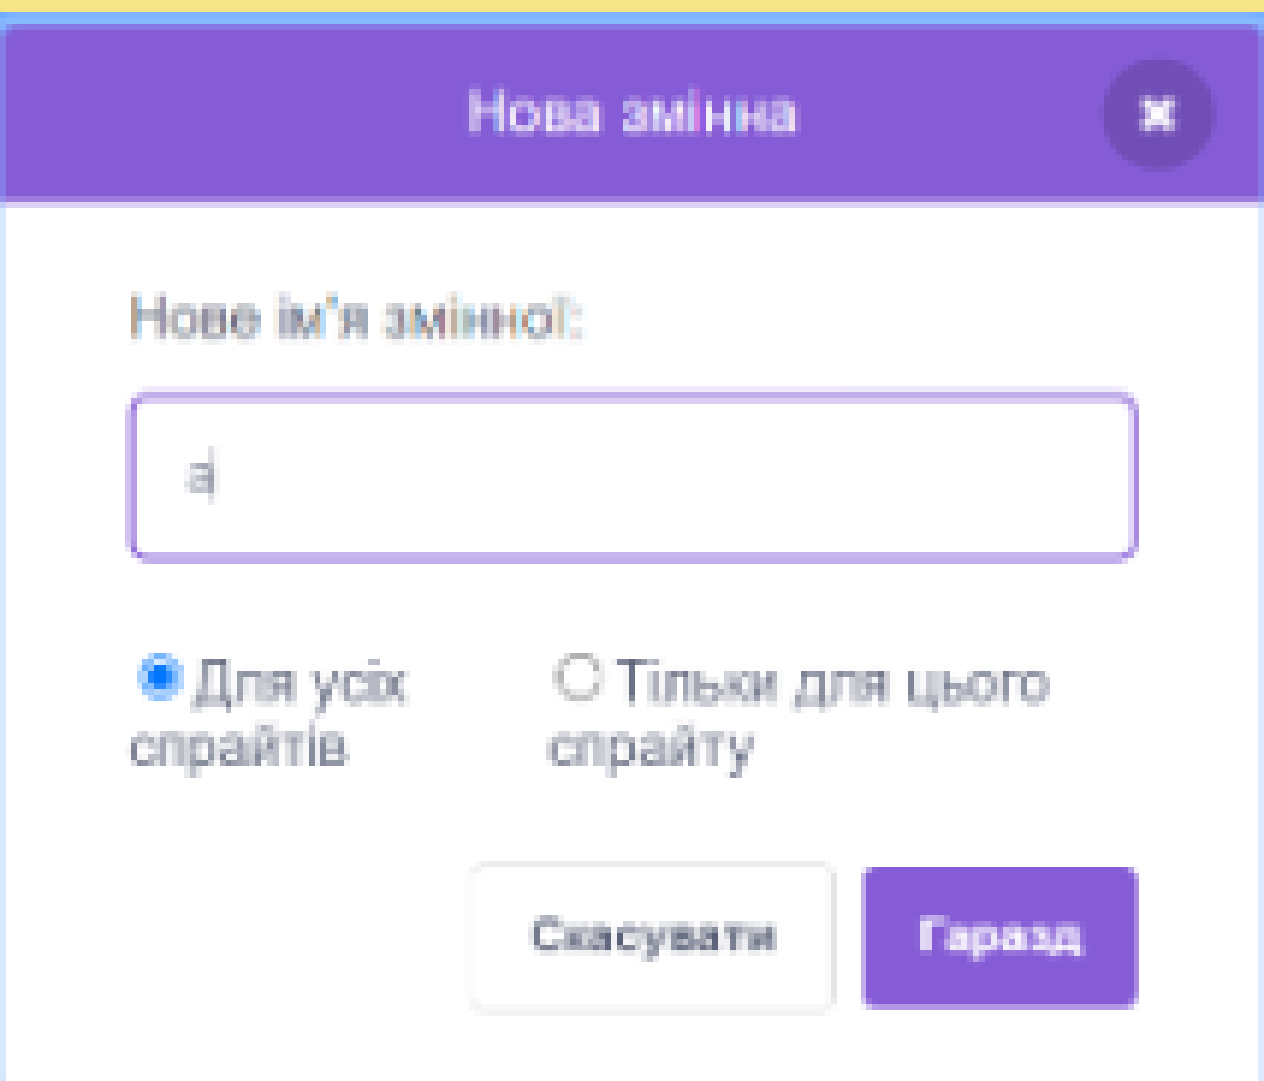 Нова змінна
Нове ім'я змінної:
а
Для усіх
спрайтів
Тільки для цього
спрайту
Скасувати
Гаразд